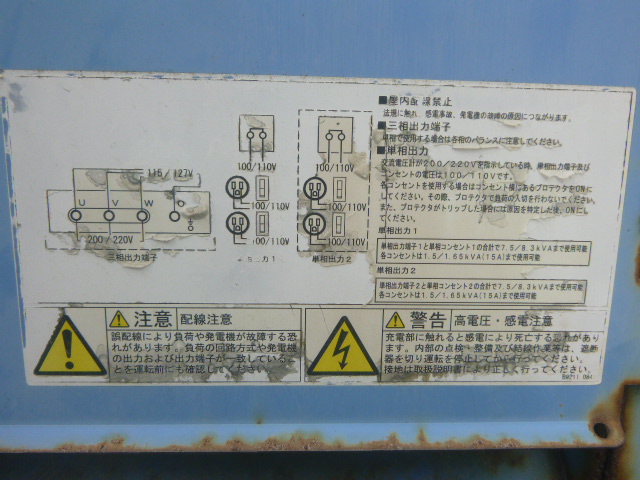 ■屋内配線禁止
法規に触れ、感電事故、発電機の故障の原因につながります。
■三相出力端子
単相で使用する場合は各相のバランスに注意してください。
■単相出力
交流電圧計が200/220Vを指示している時、単相出力端子及び
コンセントの電圧は100/110Vです。
各コンセントを使用する場合はコンセント横にあるプロテクタをONに
してください。その際、プロテクタで負荷の入切を行わないでください。
また、プロテクタがトリップした場合には原因を特定した後、ONにし
てください。
単相出力1
単相出力端子1と単相コンセント1の合計で7.5/8.3kVAまで使用可能
各コンセントは1.5/1.65kVA(15A)まで使用可能
単相出力2
単相出力端子2と単相コンセント2の合計で7.5/8.3kVAまで使用可能
各コンセントは1.5/1.65kVA(15A)まで使用可能
115/127V
U V W O
200/220V
三相出力端子
100/110V
100/110V
100/110V
力1
100/110V
100/110V
100/110V
単相出力2
注意 配線注意
誤配線により負荷や発電機が故障する恐
れがあります。負荷の回路方式や発電機
の出力および出力端子が一致していること
を運転前にも確認してください。
警告 高電圧・感電注意
充電部に触れると感電により死亡する恐れがあり
ます。内部の点検・整備及び結線作業等は、遮断
器を切り運転を停止してから行ってください。
接地は取扱説明書により正しく行ってください。